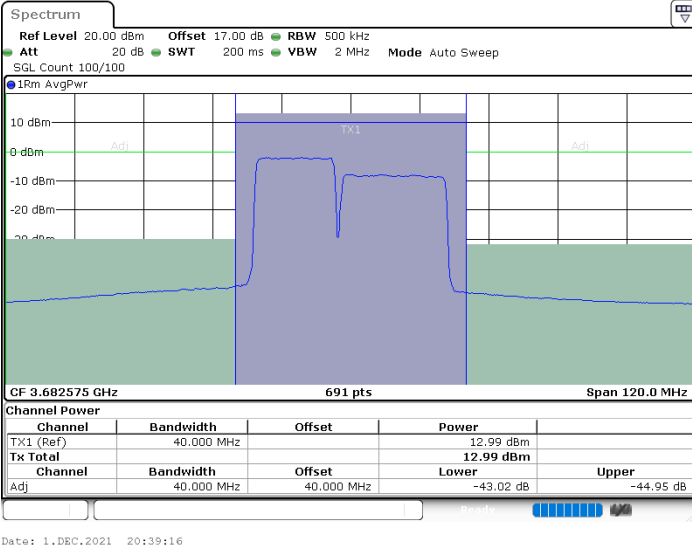 Spectrum
Ref Level 20.00 dBm Offset 17.00 dB RBW 500 kHz
Att 20 dB SWT 200 ms VBW 2 MHz Mode Auto Sweep
SGL Count 100/100
1Rm AvgPwr
TX1
10 dBm
Adj Adj
0 dBm
-10 dBm
-20 dBm
CF 3.682575 GHz 691 pts Span 120.0 MHz
Channel Power
Channel Bandwidth Offset Power
TX1 (Ref) 40.000 MHz 12.99 dBm
Tx Total 12.99 dBm
Channel Bandwidth Offset Lower Upper
Adj 40.000 MHz 40.000 MHz -43.02 dB -44.95 dB
Ready
Date: 1.DEC.2021 20:39:16